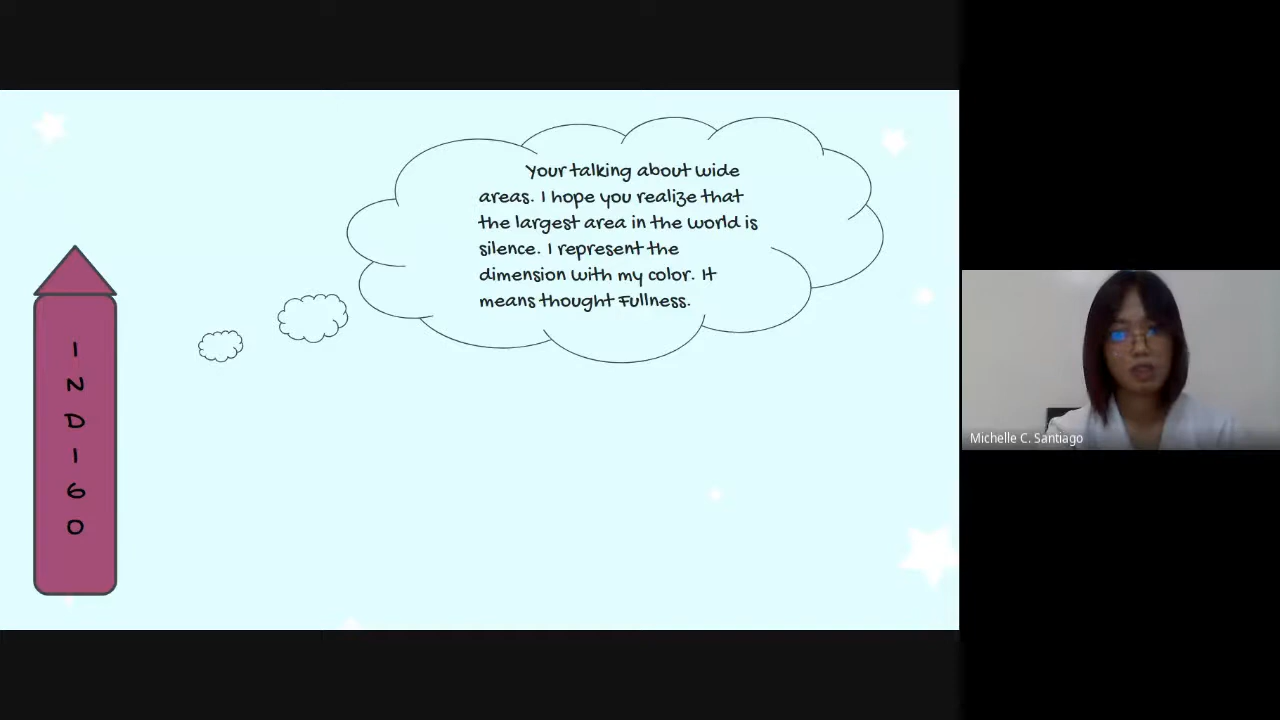 Your talking about wide
areas. I hope you realize that
the largest area in the world is
silence. I represent the
dimension with my color. It
means thought Fullness.
I
N
D
I
G
O
Michelle C. Santiago